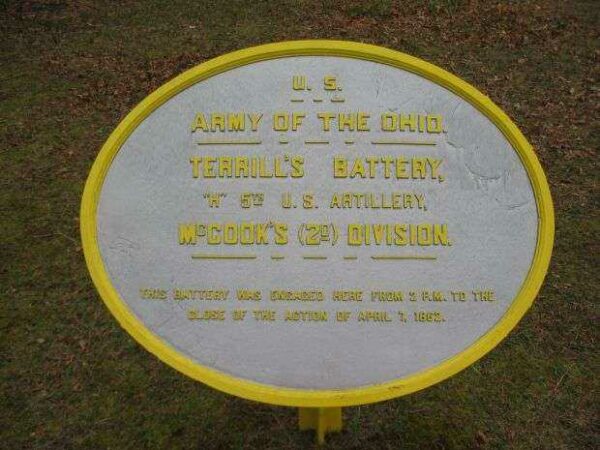 U. S.
ARMY OF THE OHIO.
TERRILL'S BATTERY,
"H" 5TH U. S. ARTILLERY,
McCOOK'S (2D) DIVISION.
THIS BATTERY WAS ENGAGED HERE FROM 2 P.M. TO THE
CLOSE OF THE ACTION OF APRIL 7, 1862.